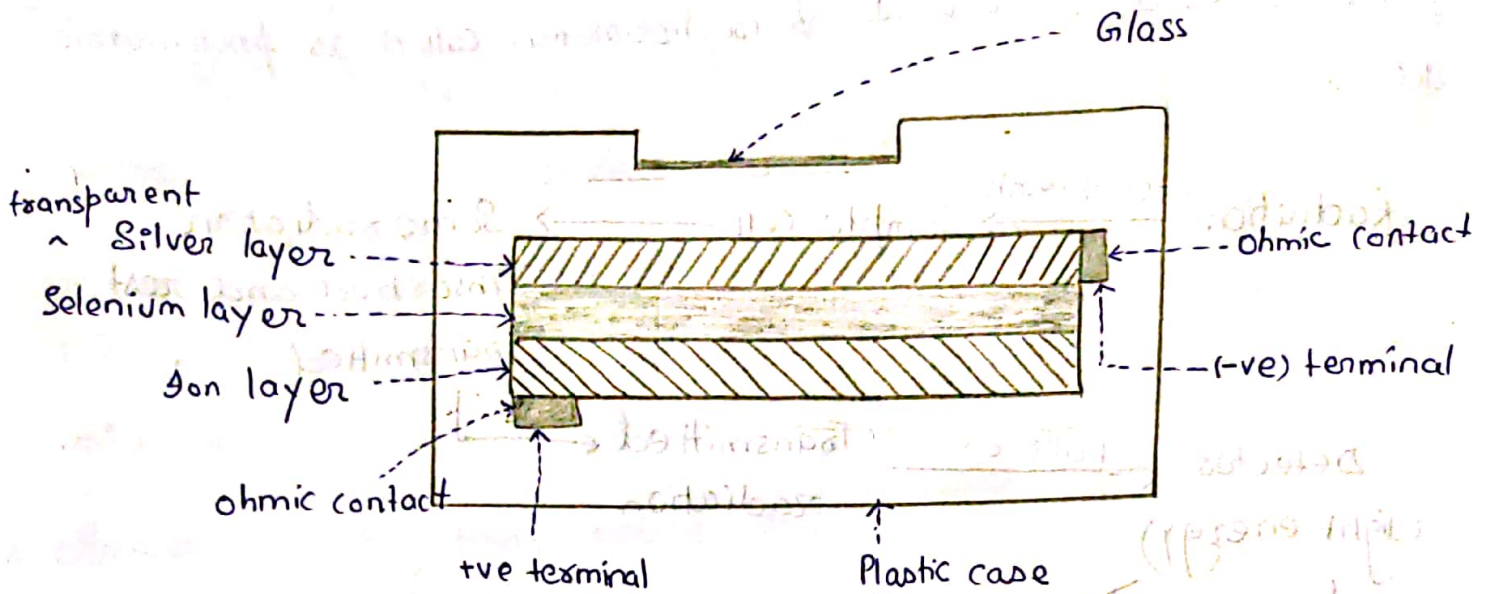 Glass
transparent
^ Silver layer
Selenium layer
Ion layer
ohmic contact
+ve terminal
Plastic case
ohmic contact
(-ve) terminal